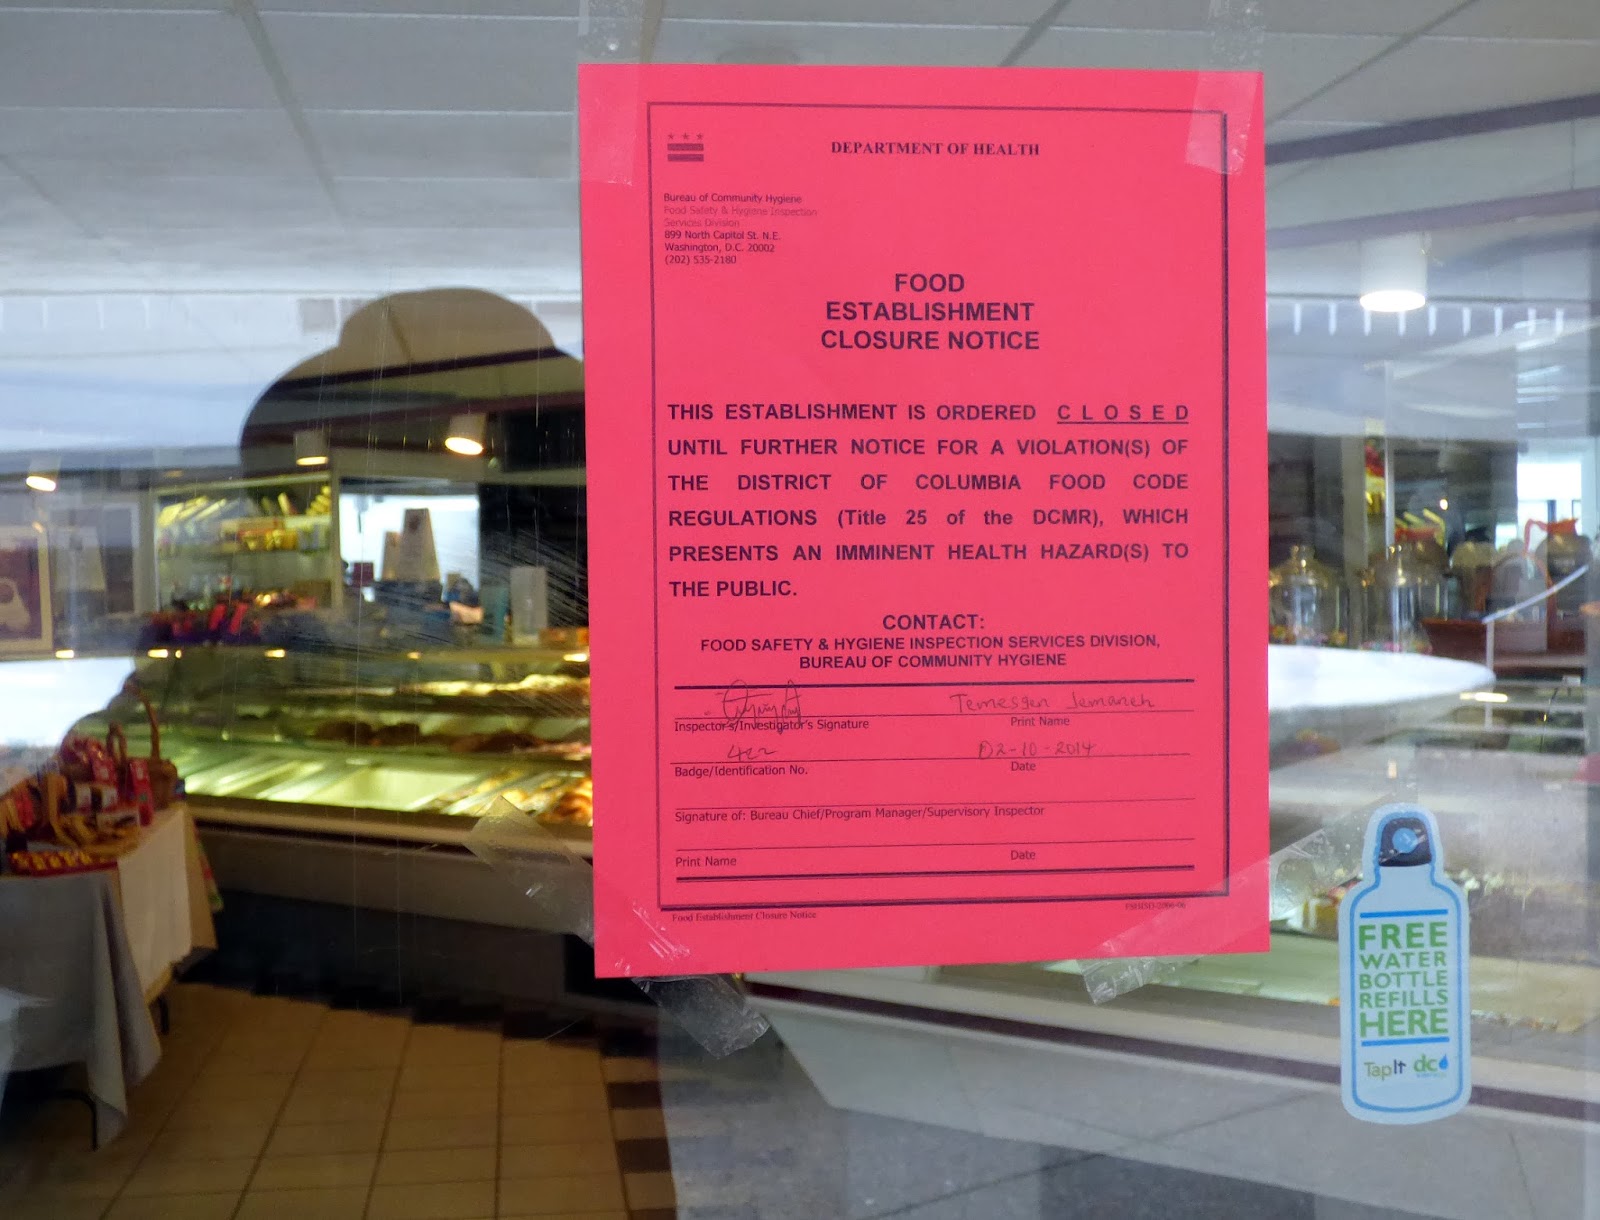 DEPARTMENT OF HEALTH
Bureau of Community Hygiene
Food Safety & Hygiene Inspection
Services Division
899 North Capitol St. N.E.
Washington, D.C. 20002
(202) 535-2180
FOOD
ESTABLISHMENT
CLOSURE NOTICE
THIS ESTABLISHMENT IS ORDERED CLOSED
UNTIL FURTHER NOTICE FOR A VIOLATION(S) OF
THE DISTRICT OF COLUMBIA FOOD CODE
REGULATIONS (Title 25 of the DCMR), WHICH
PRESENTS AN IMMINENT HEALTH HAZARD(S) TO
THE PUBLIC.
CONTACT:
FOOD SAFETY & HYGIENE INSPECTION SERVICES DIVISION,
BUREAU OF COMMUNITY HYGIENE
Temesgen Jemaneh
Inspector's/Investigator's Signature Print Name
02-10-2014
Badge/Identification No. Date
Signature of: Bureau Chief/Program Manager/Supervisory Inspector
Print Name Date
Food Establishment Closure Notice
FREE
WATER
BOTTLE
REFILLS
HERE
TapIt dc